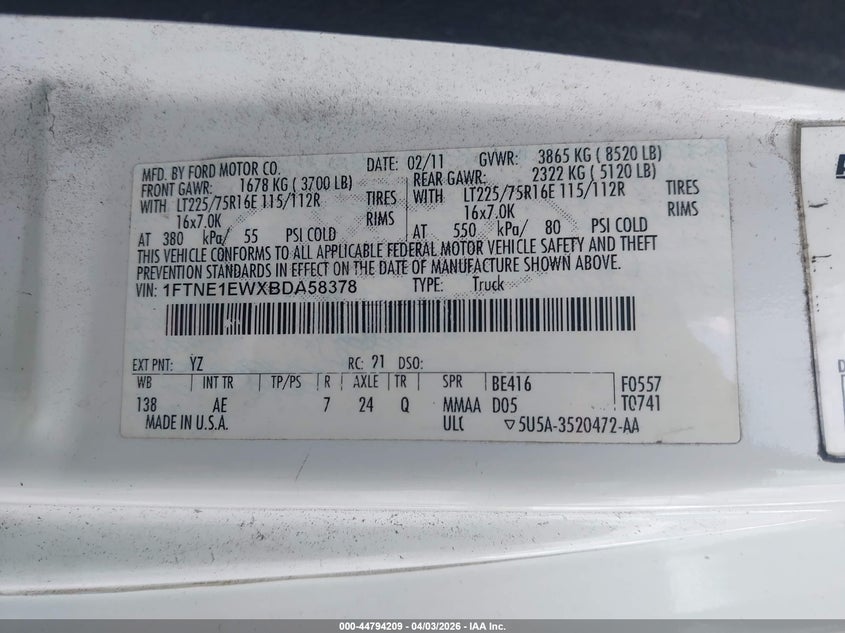 MFD. BY FORD MOTOR CO. DATE: 02/11 GVWR: 3865 KG ( 8520 LB)
FRONT GAWR: 1678 KG ( 3700 LB) REAR GAWR: 2322 KG ( 5120 LB)
WITH LT225/75R16E 115/112R TIRES WITH LT225/75R16E 115/112R TIRES
16x7.0K RIMS 16x7.0K RIMS
AT 380 kPa/ 55 PSI COLD AT 550 kPa/ 80 PSI COLD
THIS VEHICLE CONFORMS TO ALL APPLICABLE FEDERAL MOTOR VEHICLE SAFETY AND THEFT
PREVENTION STANDARDS IN EFFECT ON THE DATE OF MANUFACTURE SHOWN ABOVE.
VIN: 1FTNE1EWXBDA58378 TYPE: Truck
EXT PNT: YZ RC: 91 DSO:
WB INT TR TP/PS R AXLE TR SPR BE416 F0557
138 AE 7 24 Q MMAA D05 TC741
MADE IN U.S.A. ULC ▽5U5A-3520472-AA
000-44794209 - 04/03/2026 - IAA Inc.